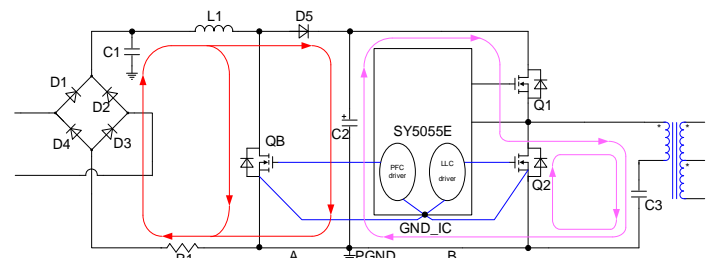 L1
D5
C1
D1
D2
Q1
C2
SY5055E
QB
D4
D3
PFC
driver
LLC
driver
Q2
C3
GND_IC
A
PGND
B